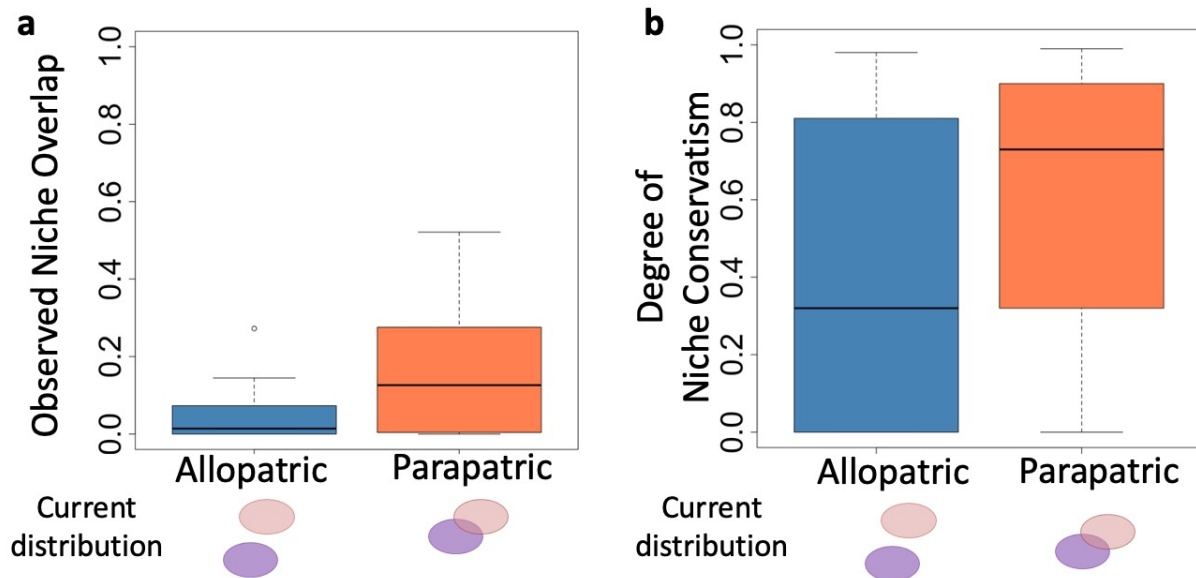 a
Observed Niche Overlap
1.0
0.8
0.6
0.4
0.2
0.0
Allopatric
Parapatric
Current
distribution
b
Degree of
Niche Conservatism
1.0
0.8
0.6
0.4
0.2
0.0
Allopatric
Parapatric
Current
distribution